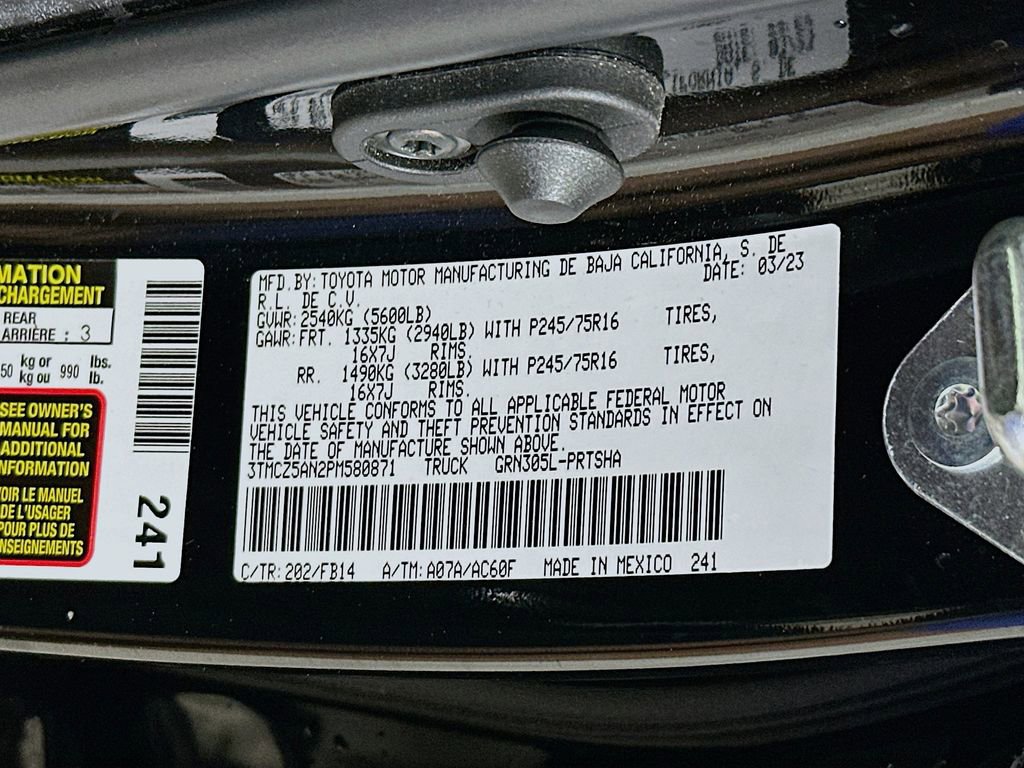 MATION
CHARGEMENT
REAR
ARRIÈRE : 3
50 kg or 990 lbs.
kg ou lb.
SEE OWNER'S
MANUAL FOR
ADDITIONAL
INFORMATION
VOIR LE MANUEL
DE L'USAGER
POUR PLUS DE
NSEIGNEMENTS
241
MFD.BY: TOYOTA MOTOR MANUFACTURING DE BAJA CALIFORNIA, S. DE
R.L. DE C.V. DATE: 03/23
GVWR: 2540KG (5600LB)
GAWR: FRT. 1335KG (2940LB) WITH P245/75R16 TIRES,
16X7J RIMS.
RR. 1490KG (3280LB) WITH P245/75R16 TIRES,
16X7J RIMS.
THIS VEHICLE CONFORMS TO ALL APPLICABLE FEDERAL MOTOR
VEHICLE SAFETY AND THEFT PREVENTION STANDARDS IN EFFECT ON
THE DATE OF MANUFACTURE SHOWN ABOVE.
3TMCZ5AN2PM580871 TRUCK GRN305L-PRTSHA
C/TR: 202/FB14 A/TM: A07A/AC60F MADE IN MEXICO 241